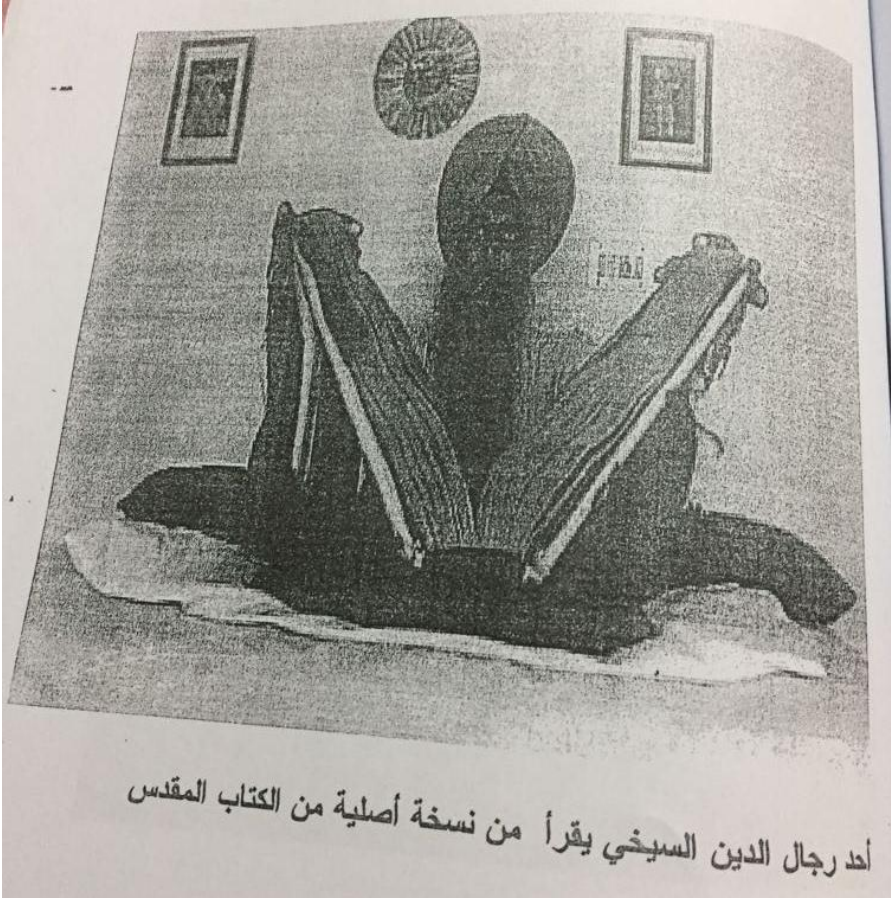 أحد رجال الدين السيخي يقرأ من نسخة أصلية من الكتاب المقدس